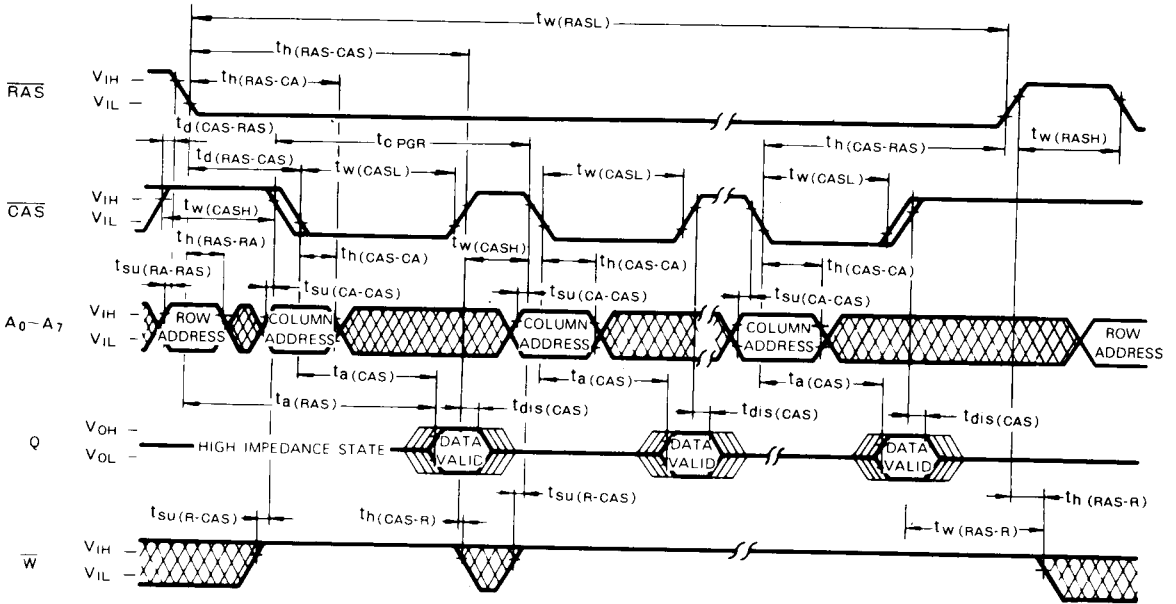 tw(RASL)
th(RAS-CAS)
th(RAS-CA)
RAS
VIH
VIL
td(CAS-RAS)
tc PGR
th(CAS-RAS)
tw(RASH)
td(RAS-CAS)
tw(CASL)
tw(CASL)
tw(CASL)
CAS
VIH
VIL
tw(CASH)
tw(CASH)
th(RAS-RA)
th(CAS-CA)
th(CAS-CA)
th(CAS-CA)
tsu(RA-RAS)
tsu(CA-CAS)
tsu(CA-CAS)
tsu(CA-CAS)
A0–A7
VIH
VIL
ROW
ADDRESS
COLUMN
ADDRESS
COLUMN
ADDRESS
COLUMN
ADDRESS
ROW
ADDRESS
ta(CAS)
ta(CAS)
ta(CAS)
ta(RAS)
tdis(CAS)
tdis(CAS)
tdis(CAS)
Q
VOH
VOL
HIGH IMPEDANCE STATE
DATA
VALID
DATA
VALID
DATA
VALID
tsu(R-CAS)
th(RAS-R)
tsu(R-CAS)
th(CAS-R)
tw(RAS-R)
W
VIH
VIL